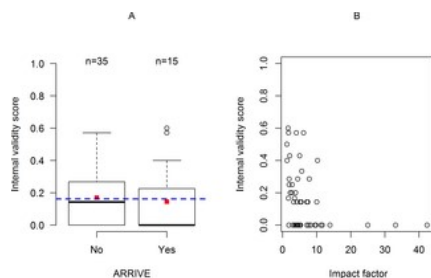 A
n=35 n=15
Internal validity score
1.0
0.8
0.6
0.4
0.2
0.0
No Yes
ARRIVE
B
Internal validity score
1.0
0.8
0.6
0.4
0.2
0.0
0 10 20 30 40
Impact factor